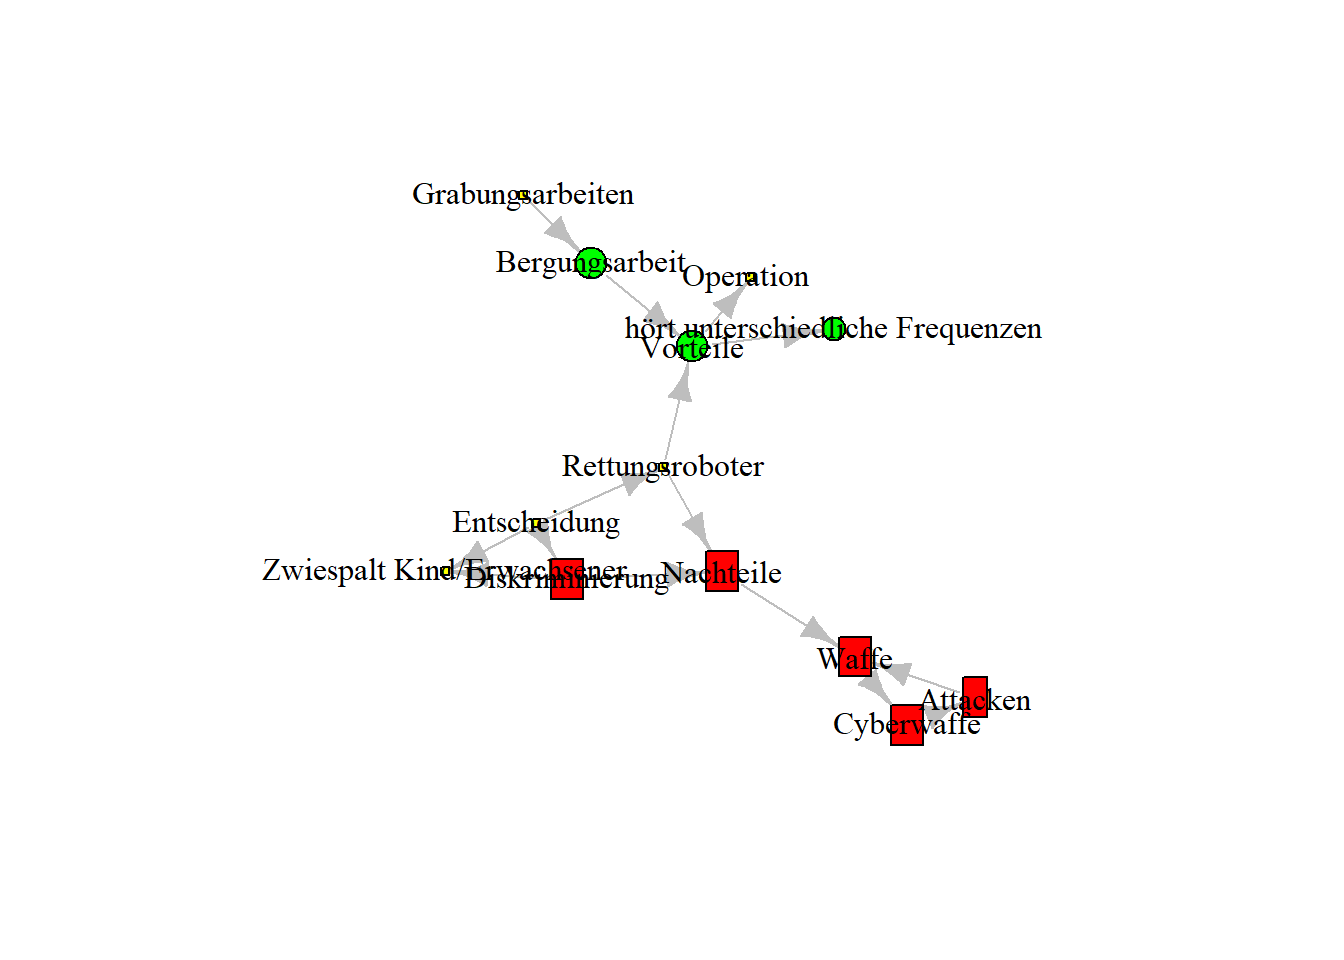 Grabungsarbeiten
Bergungsarbeit
Operation
hört unterschiedliche Frequenzen
Vorteile
Rettungsroboter
Entscheidung
Zwiespalt Kind/Erwachsener
Diskriminierung
Nachteile
Waffe
Attacken
Cyberwaffe